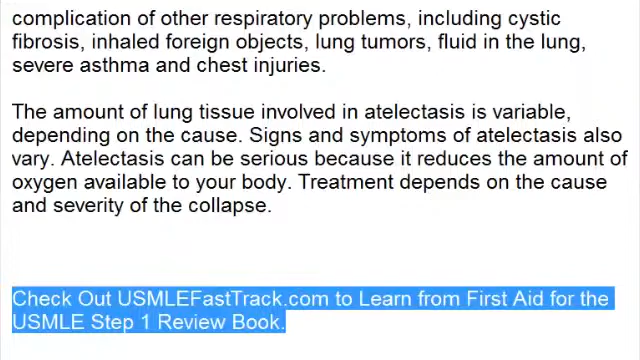 complication of other respiratory problems, including cystic
fibrosis, inhaled foreign objects, lung tumors, fluid in the lung,
severe asthma and chest injuries.
The amount of lung tissue involved in atelectasis is variable,
depending on the cause. Signs and symptoms of atelectasis also
vary. Atelectasis can be serious because it reduces the amount of
oxygen available to your body. Treatment depends on the cause
and severity of the collapse.
Check Out USMLEFastTrack.com to Learn from First Aid for the
USMLE Step 1 Review Book.